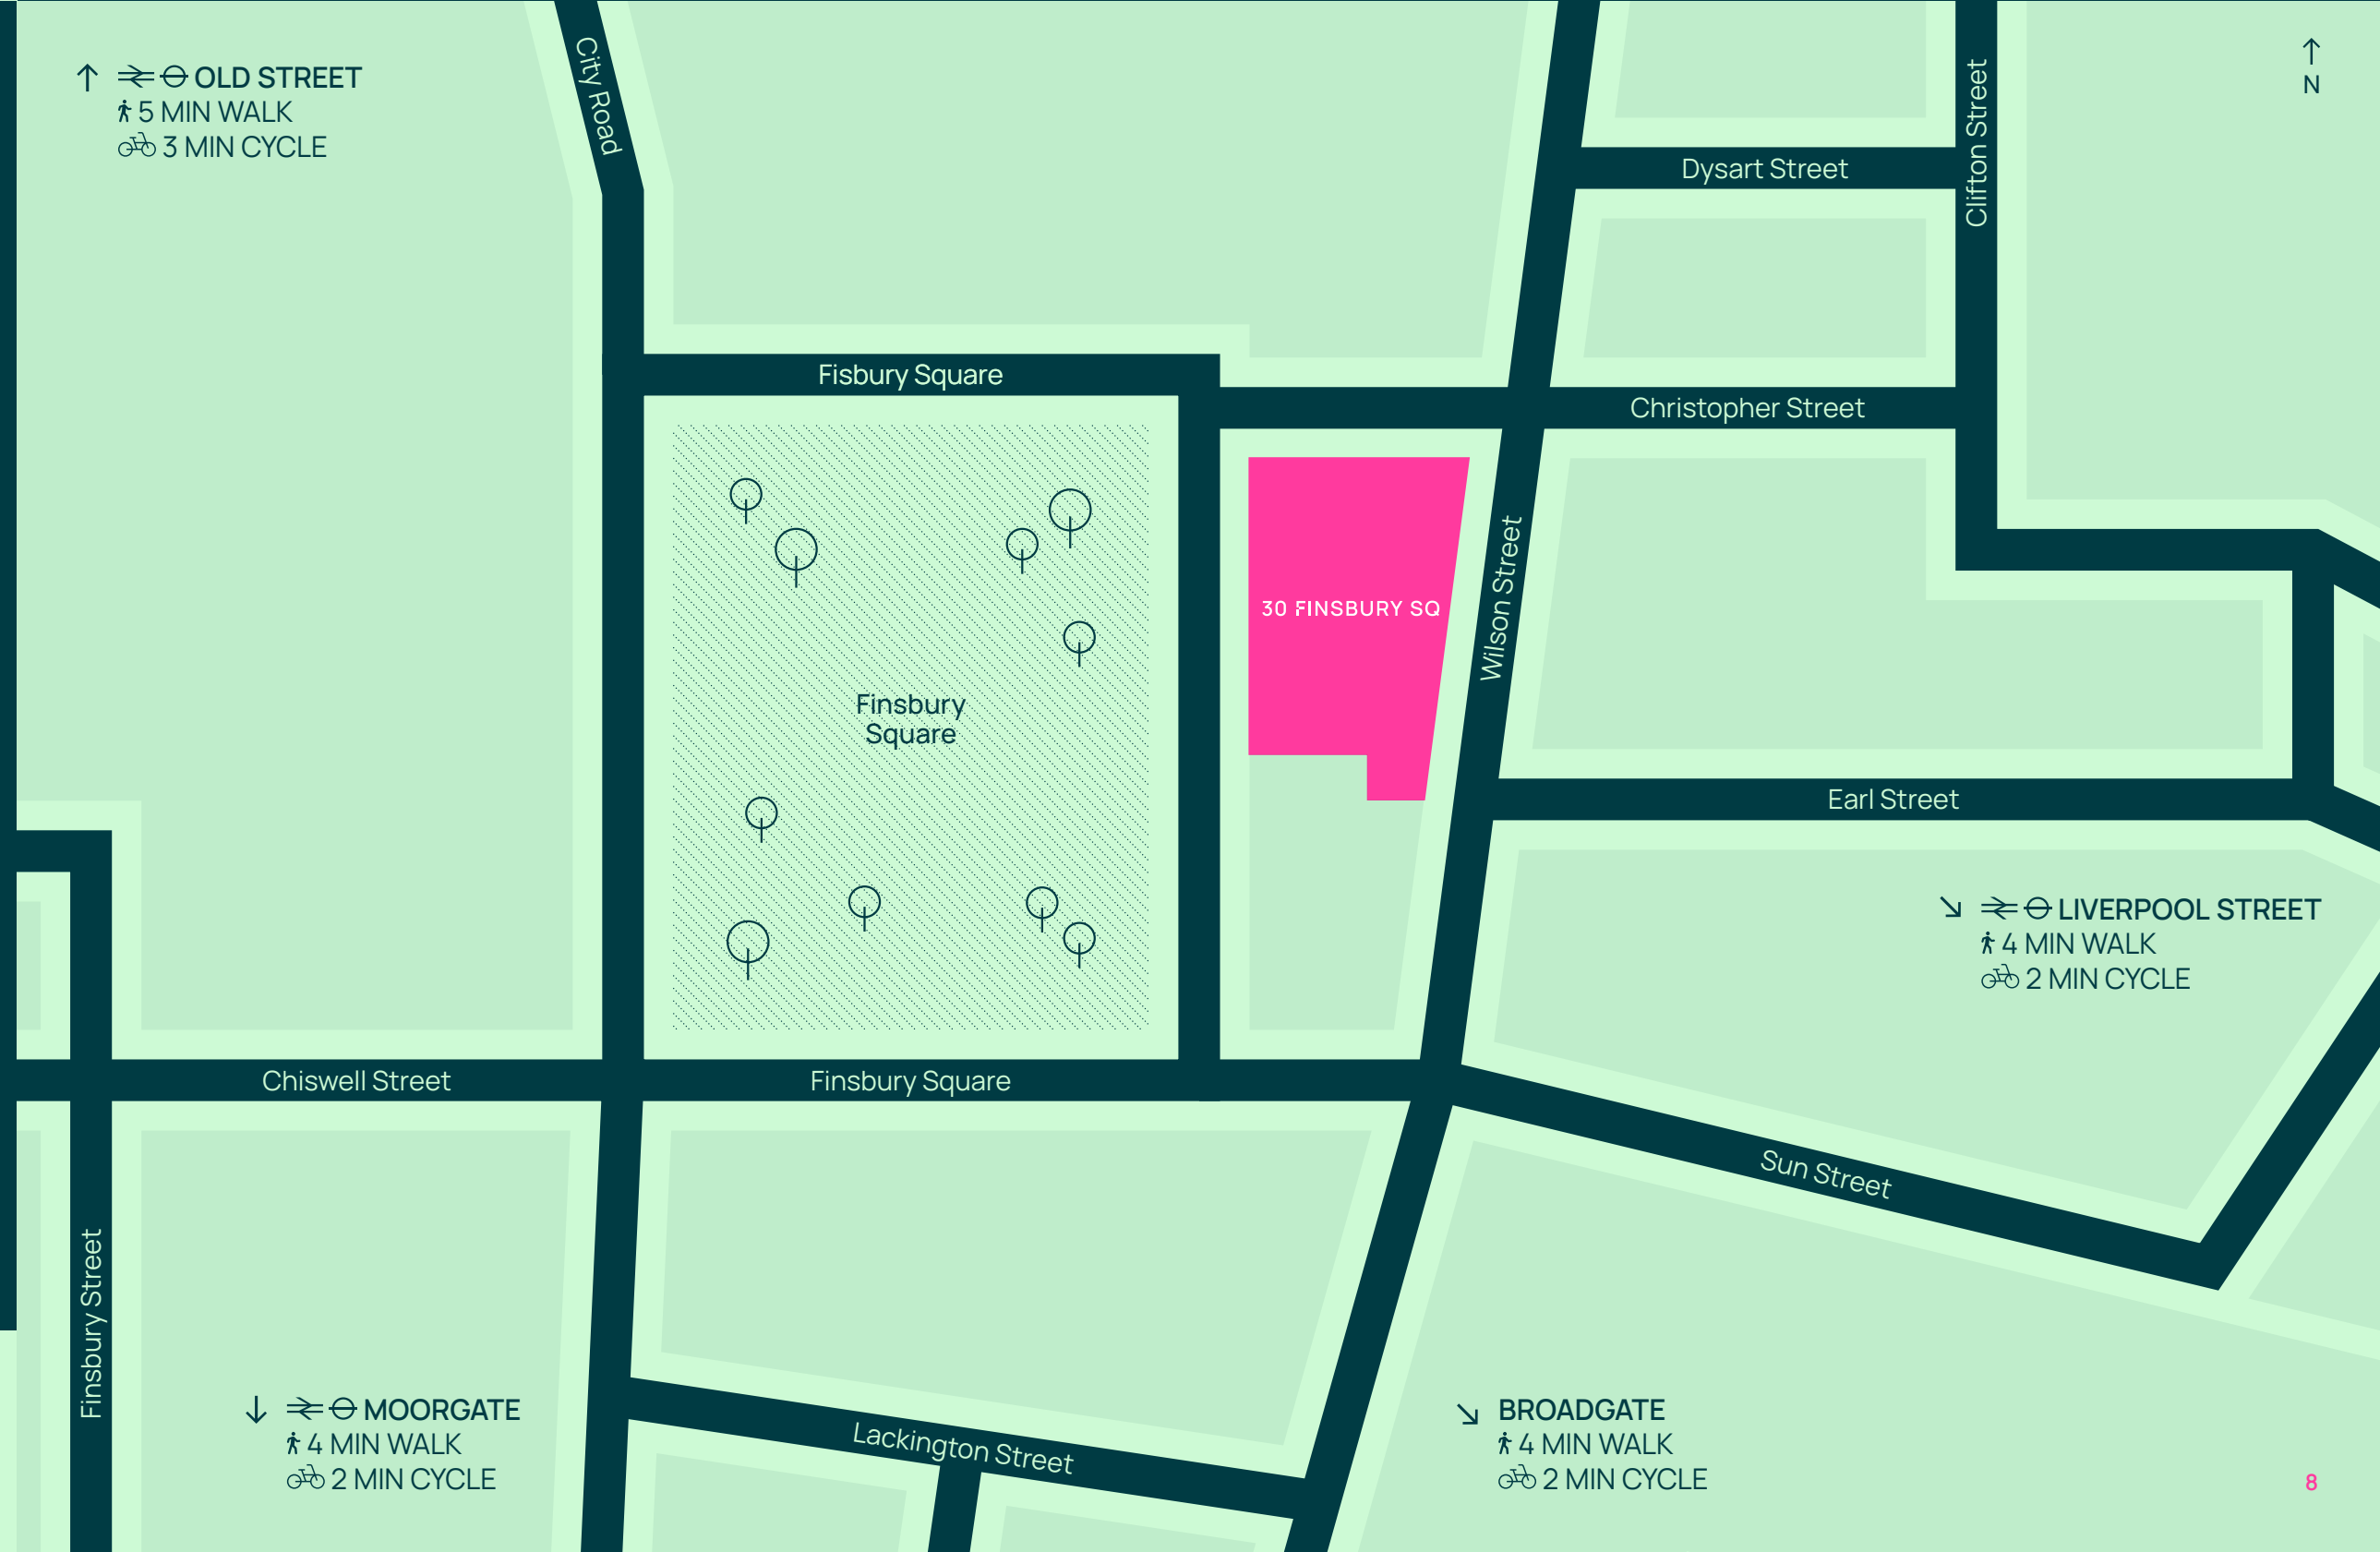 City Road
OLD STREET
5 MIN WALK
3 MIN CYCLE
N
Clifton Street
Dysart Street
Fisbury Square
Christopher Street
30 FINSBURY SQ
Wilson Street
Finsbury
Square
Earl Street
LIVERPOOL STREET
4 MIN WALK
2 MIN CYCLE
Chiswell Street
Finsbury Square
Sun Street
Finsbury Street
MOORGATE
4 MIN WALK
2 MIN CYCLE
Lackington Street
BROADGATE
4 MIN WALK
2 MIN CYCLE
8